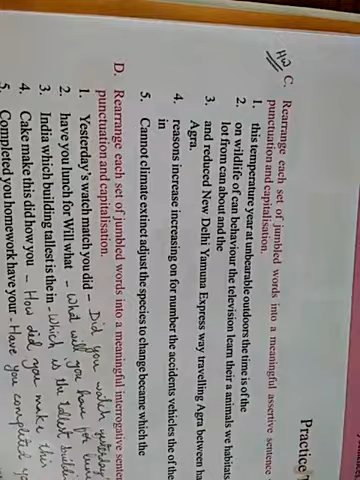 Practice
HW C. Rearrange each set of jumbled words into a meaningful assertive sentence
punctuation and capitalisation.
1. this temperature year at unbearable outdoors the time is of the
2. on wildlife of can behaviour the television learn their a animals we habitats
lot from can about and the
3. and reduced New Delhi Yamuna Express way travelling Agra between ha
Agra.
4. reasons increase increasing on for number the accidents vehicles the of the
in
5. Cannot climate extinct adjust the species to change became which the
D. Rearrange each set of jumbled words into a meaningful interrogative senten
punctuation and capitalisation.
1. Yesterday's watch match you did - Did you watch yesterday
2. have you lunch for Will what - What will you have for lun
3. India which building tallest is the in - Which is the tallest buildin
4. Cake make this did how you - How did you make this
5. Completed you homework have your - Have you completed yo